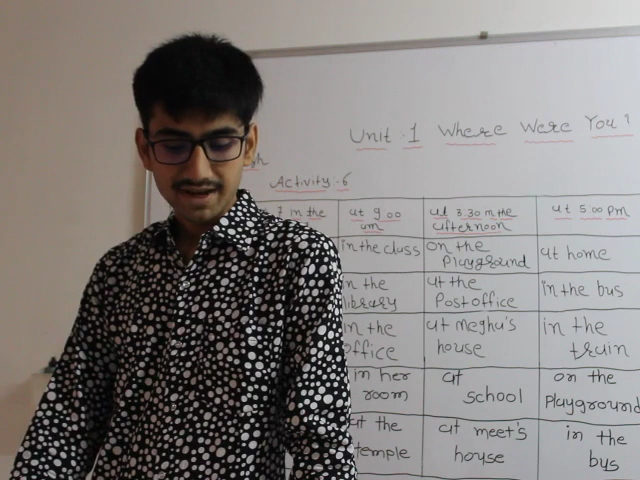 Unit . 1 Where Were You ?
Activity . 6
in the
at 9 00
am
at 3.30 in the
afternoon
at 5:00 pm
in the class
on the
Playground
at home
in the
library
at the
Post office
in the bus
in the
office
at megha's
house
in the
train
in her
room
at
school
on the
Playground
at the
temple
at meet's
house
in the
bus